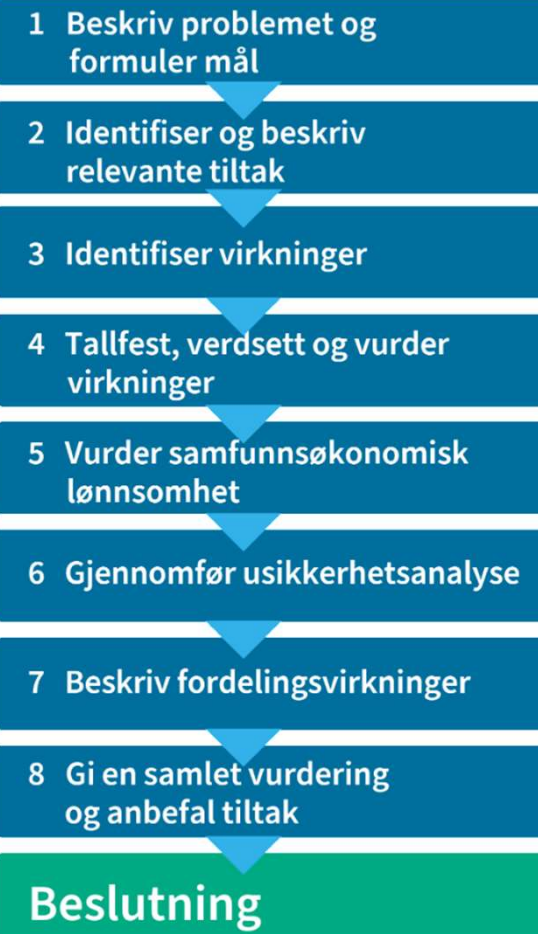 1 Beskriv problemet og
formuler mål
2 Identifiser og beskriv
relevante tiltak
3 Identifiser virkninger
4 Tallfest, verdsett og vurder
virkninger
5 Vurder samfunnsøkonomisk
lønnsomhet
6 Gjennomfør usikkerhetsanalyse
7 Beskriv fordelingsvirkninger
8 Gi en samlet vurdering
og anbefal tiltak
Beslutning